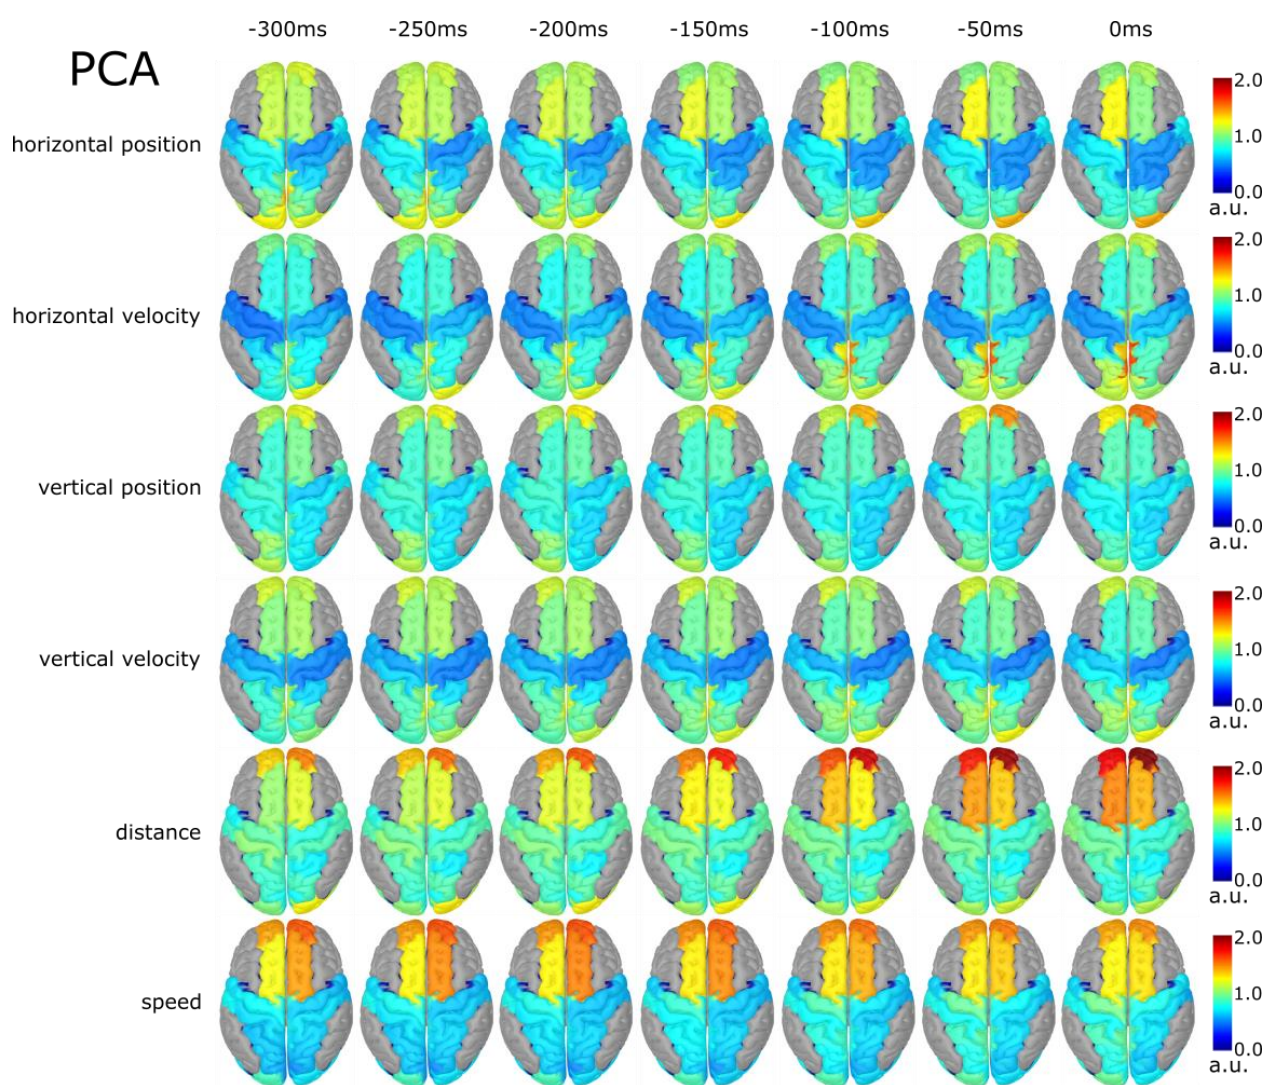 -300ms -250ms -200ms -150ms -100ms -50ms 0ms
PCA
2.0
horizontal position 1.0
0.0
a.u.
2.0
horizontal velocity 1.0
0.0
a.u.
2.0
vertical position 1.0
0.0
a.u.
2.0
vertical velocity 1.0
0.0
a.u.
2.0
distance 1.0
0.0
a.u.
2.0
speed 1.0
0.0
a.u.